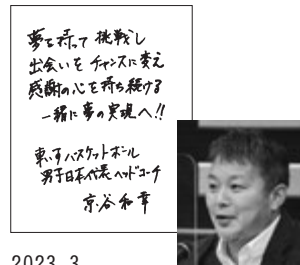 夢を持って挑戦し
出会いをチャンスに変え
感謝の心を持ち続ける
一緒に夢の実現へ!!
車いすバスケットボール
男子日本代表ヘッドコーチ
京谷和幸
2023 3